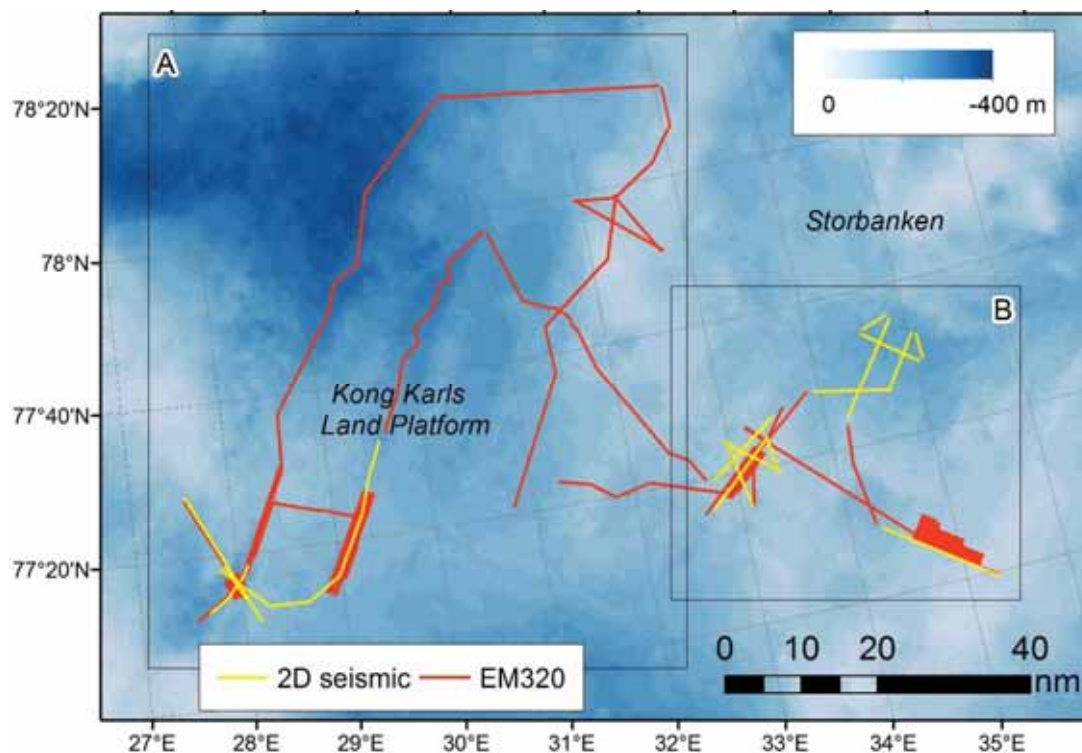 A
0 -400 m
78°20'N
Storbanken
78°N
B
Kong Karls
Land Platform
77°40'N
77°20'N
0 10 20 40
nm
2D seismic EM320
27°E 28°E 29°E 30°E 31°E 32°E 33°E 34°E 35°E